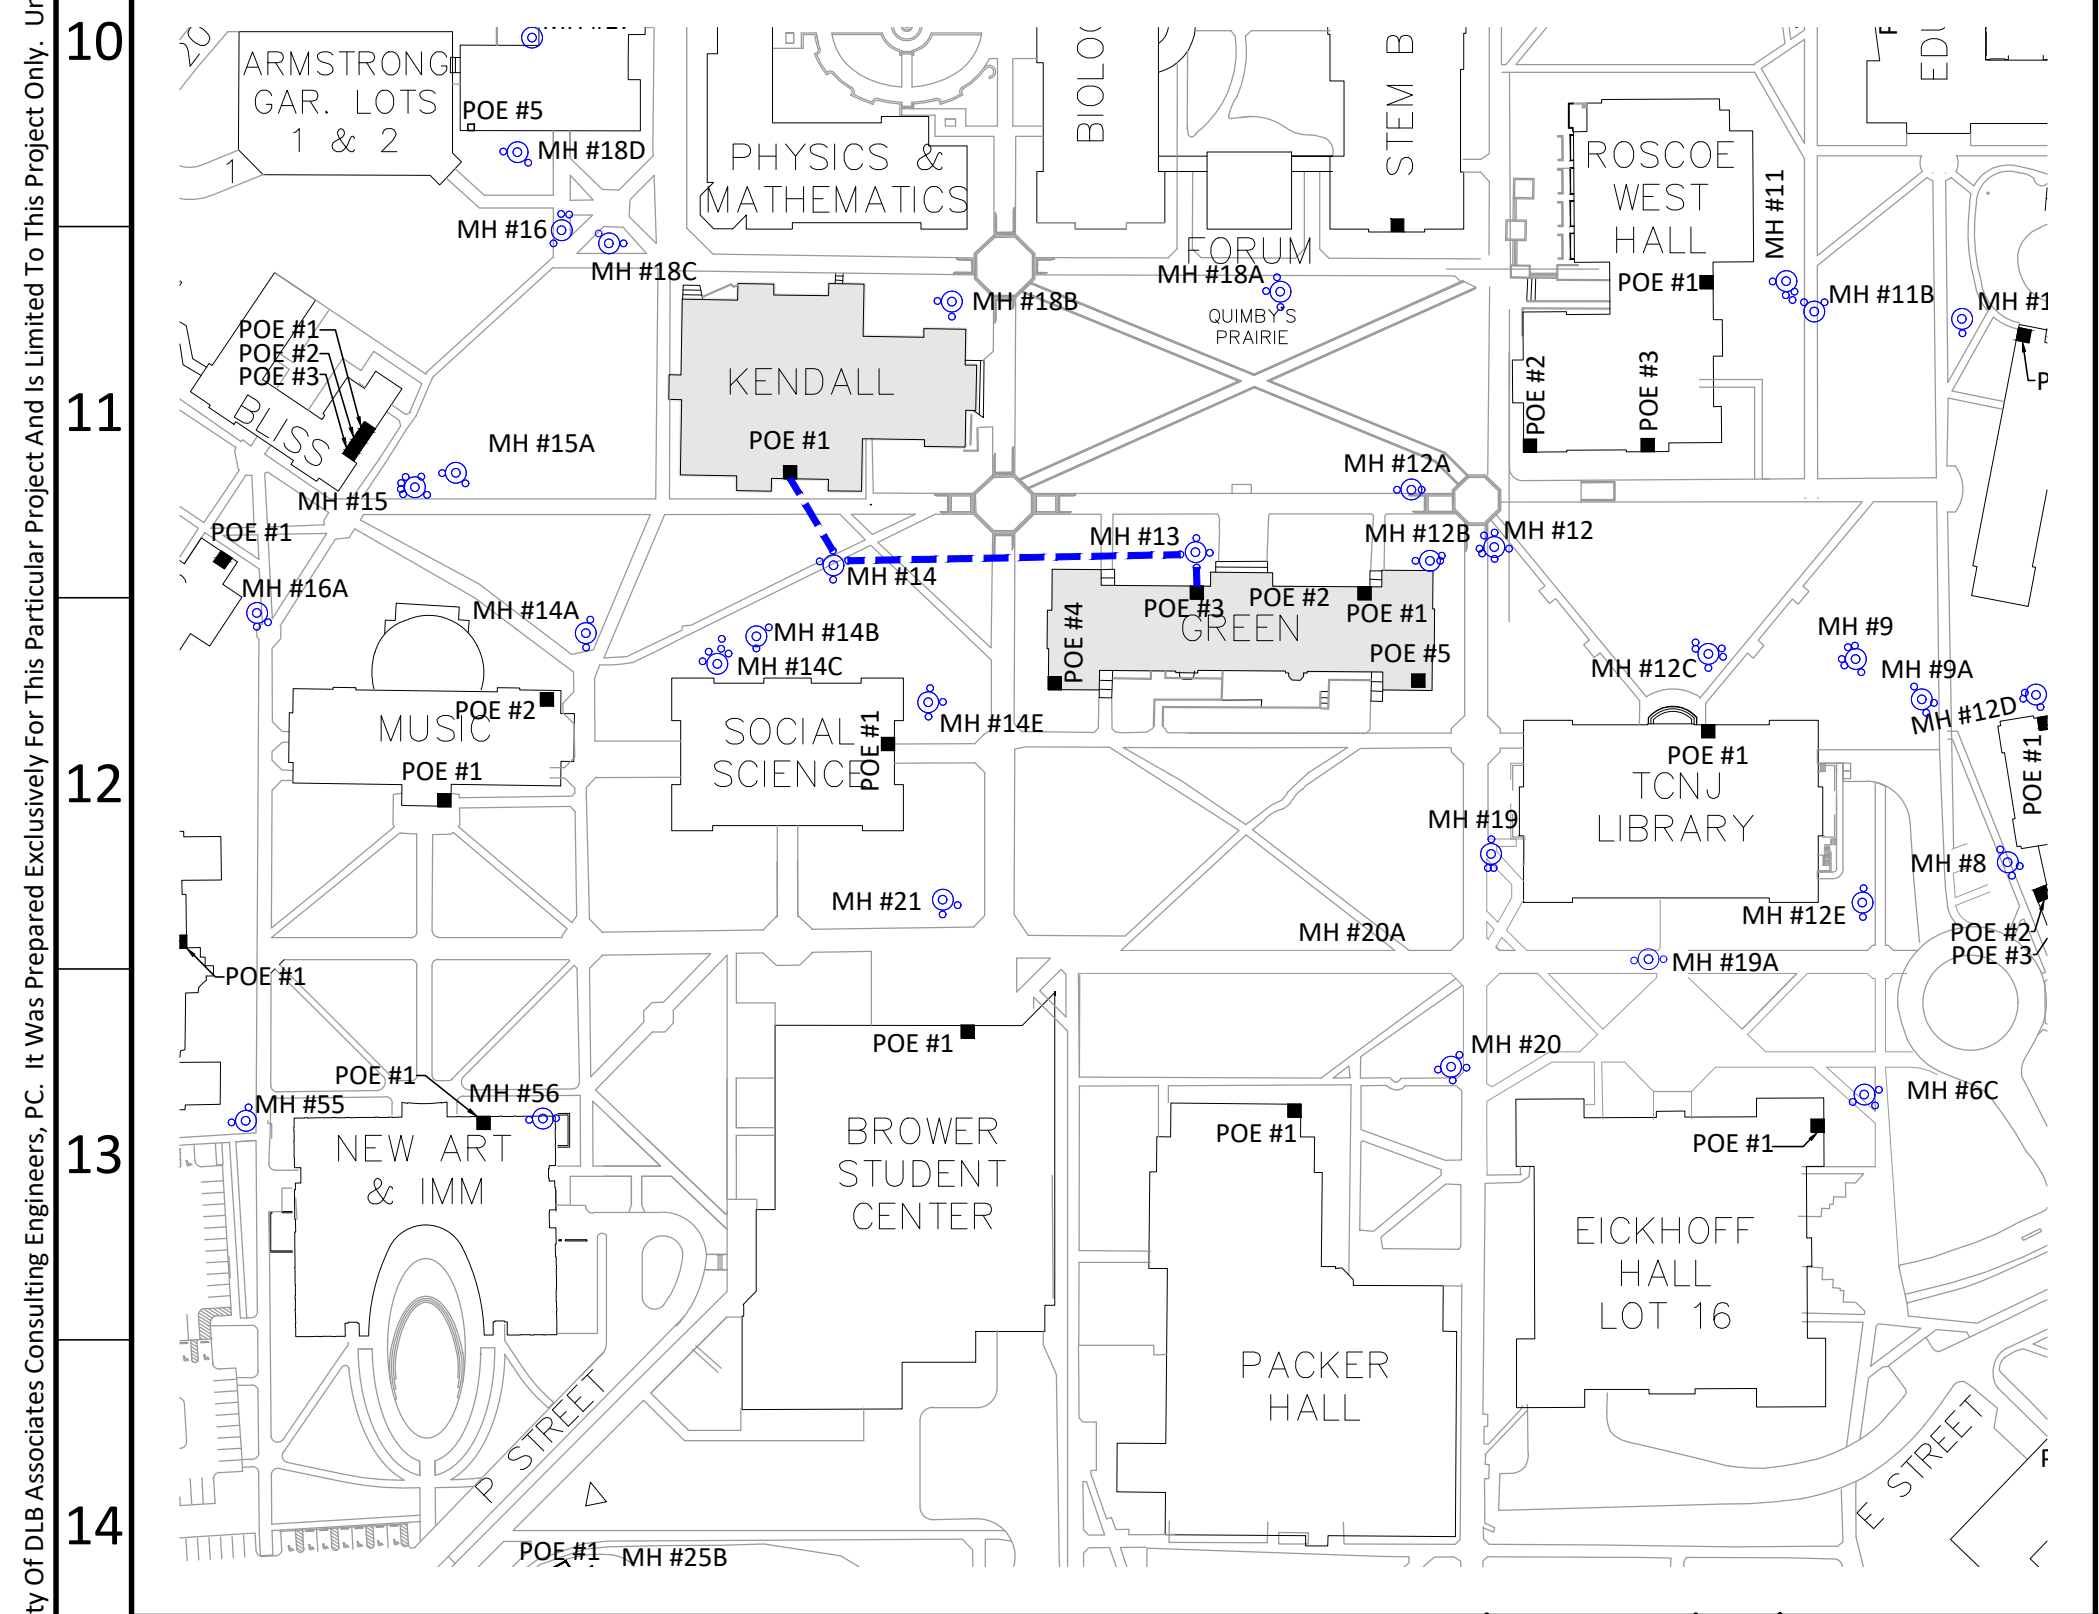 ty Of DLB Associates Consulting Engineers, PC. It Was Prepared Exclusively For This Particular Project And Is Limited To This Project Only.
10
11
12
13
14
20
ARMSTRONG
GAR. LOTS
1 & 2
1
POE #5
MH #18D
MH #16
MH #18C
PHYSICS &
MATHEMATICS
STEM B
FORUM
MH #18A
QUIMBY'S
PRAIRIE
MH #18B
ROSCOE
WEST
HALL
POE #1
POE #2
POE #3
MH #11
MH #11B
POE #1
POE #2
POE #3
BLISS
MH #15A
MH #15
KENDALL
POE #1
MH #12A
MH #12B
MH #12
MH #13
MH #14
POE #1
MH #16A
MH #14A
MH #14B
MH #14C
POE #3
POE #2
POE #1
GREEN
POE #4
POE #5
MH #9
MH #12C
MH #9A
MH #12D
MUSIC
POE #2
POE #1
SOCIAL
SCIENCE
POE #1
MH #14E
POE #1
TCNJ
LIBRARY
POE #1
MH #19
MH #8
MH #21
MH #20A
MH #12E
POE #2
POE #3
POE #1
MH #19A
POE #1
MH #20
POE #1
MH #56
MH #55
MH #6C
NEW ART
& IMM
BROWER
STUDENT
CENTER
POE #1
POE #1
EICKHOFF
HALL
LOT 16
PACKER
HALL
P STREET
E STREET
POE #1
MH #25B